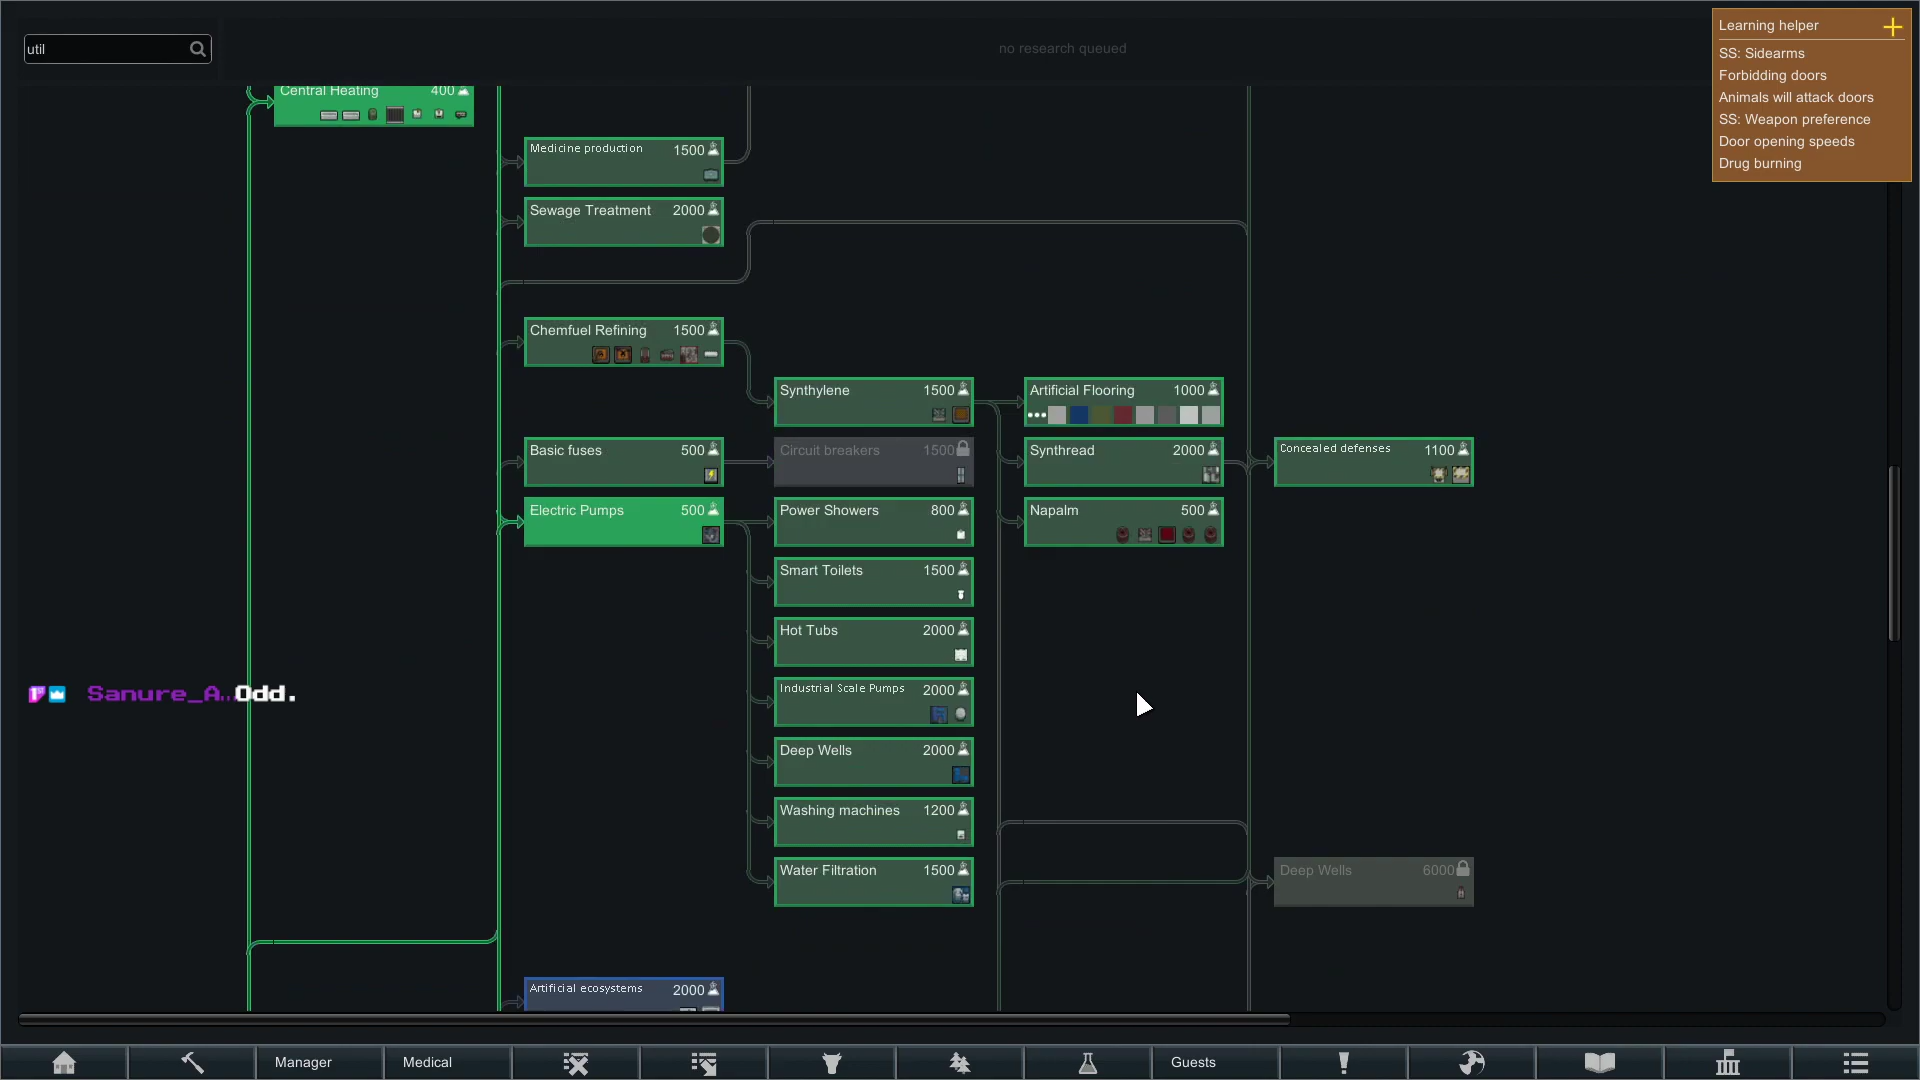 util
no research queued
Learning helper
SS: Sidearms
Forbidding doors
Animals will attack doors
SS: Weapon preference
Door opening speeds
Drug burning
Central Heating 400
Medicine production 1500
Sewage Treatment 2000
Chemfuel Refining 1500
Synthylene 1500
Artificial Flooring 1000
Basic fuses 500
Circuit breakers 1500
Synthread 2000
Concealed defenses 1100
Electric Pumps 500
Power Showers 800
Napalm 500
Smart Toilets 1500
Hot Tubs 2000
Industrial Scale Pumps 2000
Sanure_A.. Odd.
Deep Wells 2000
Washing machines 1200
Water Filtration 1500
Deep Wells 6000
Artificial ecosystems 2000
Manager
Medical
Guests